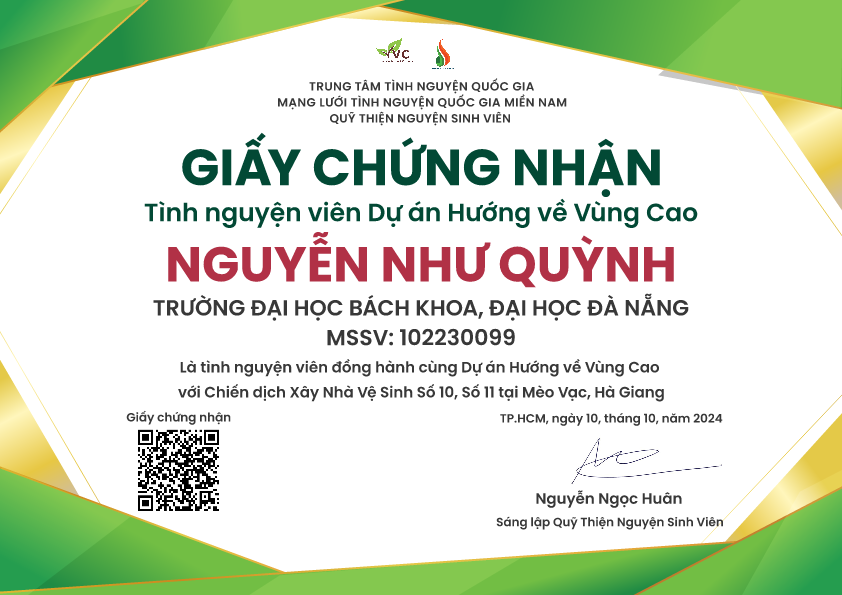 VVC
TRUNG TÂM TÌNH NGUYỆN QUỐC GIA
MẠNG LƯỚI TÌNH NGUYỆN QUỐC GIA MIỀN NAM
QUỸ THIỆN NGUYỆN SINH VIÊN
GIẤY CHỨNG NHẬN
Tình nguyện viên Dự án Hướng về Vùng Cao
NGUYỄN NHƯ QUỲNH
TRƯỜNG ĐẠI HỌC BÁCH KHOA, ĐẠI HỌC ĐÀ NẴNG
MSSV: 102230099
Là tình nguyện viên đồng hành cùng Dự án Hướng về Vùng Cao
với Chiến dịch Xây Nhà Vệ Sinh Số 10, Số 11 tại Mèo Vạc, Hà Giang
Giấy chứng nhận
TP.HCM, ngày 10, tháng 10, năm 2024
Nguyễn Ngọc Huân
Sáng lập Quỹ Thiện Nguyện Sinh Viên